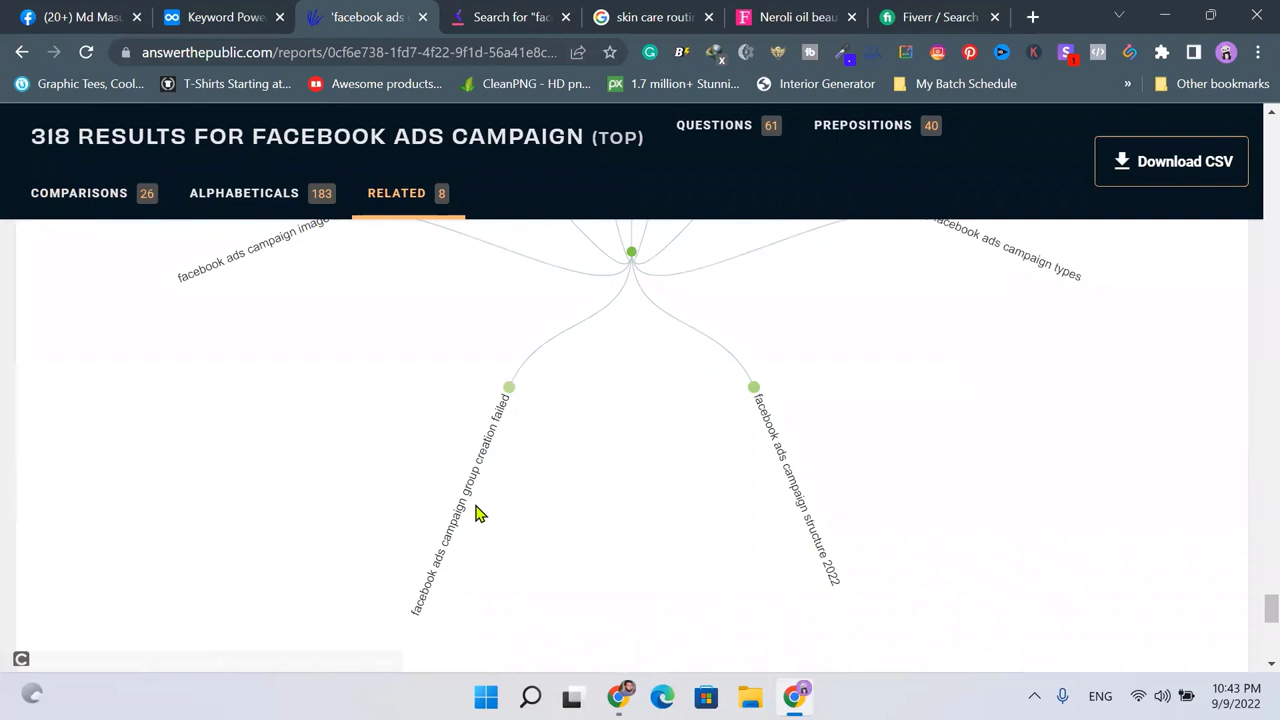 (20+) Md Masu
Keyword Powe
'facebook ads
Search for "fac
skin care routin
Neroli oil beau
Fiverr / Search
answerthepublic.com/reports/0cf6e738-1fd7-4f22-9f1d-56a41e8c...
x
1
Graphic Tees, Cool...
T-Shirts Starting at...
Awesome products...
CleanPNG - HD pn...
px
1.7 million+ Stunni...
Interior Generator
My Batch Schedule
»
Other bookmarks
318 RESULTS FOR FACEBOOK ADS CAMPAIGN (TOP)
QUESTIONS 61
PREPOSITIONS 40
Download CSV
COMPARISONS 26
ALPHABETICALS 183
RELATED 8
facebook ads campaign image
facebook ads campaign types
facebook ads campaign group creation failed
facebook ads campaign structure 2022
ENG
10:43 PM
9/9/2022